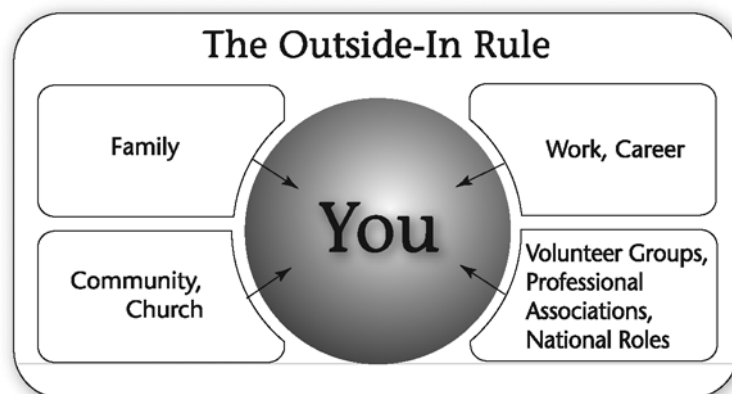 The Outside-In Rule
Family
Work, Career
You
Community,
Church
Volunteer Groups,
Professional
Associations,
National Roles